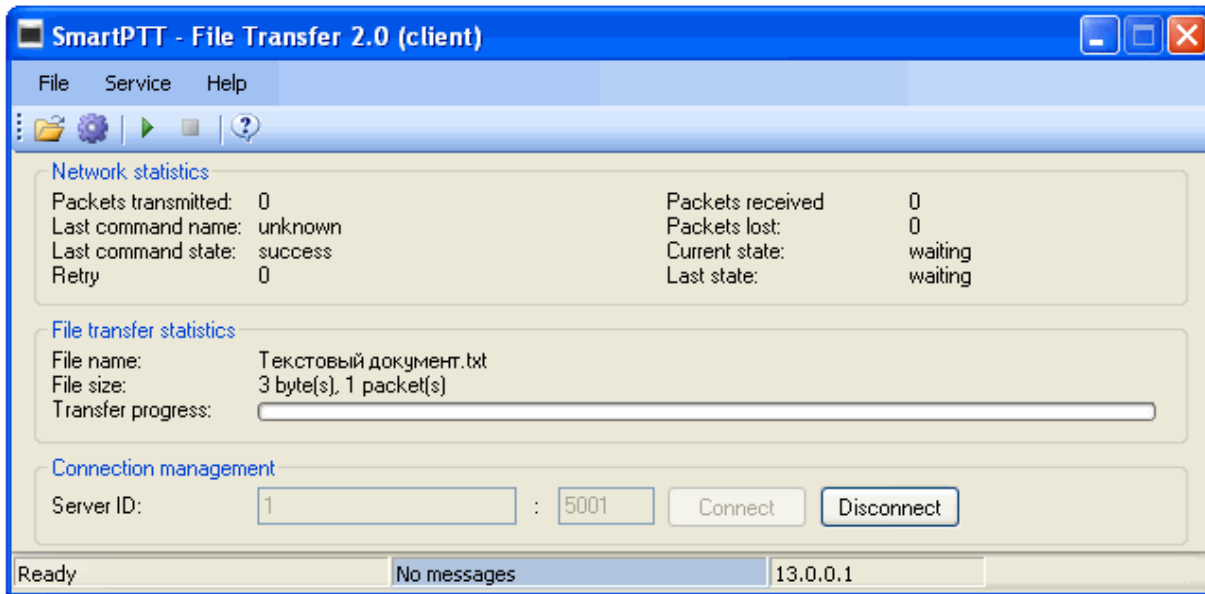 SmartPTT - File Transfer 2.0 (client)
File Service Help
Network statistics
Packets transmitted: 0 Packets received 0
Last command name: unknown Packets lost: 0
Last command state: success Current state: waiting
Retry 0 Last state: waiting
File transfer statistics
File name: Текстовый документ.txt
File size: 3 byte(s), 1 packet(s)
Transfer progress:
Connection management
Server ID: 1 : 5001 Connect Disconnect
Ready No messages 13.0.0.1